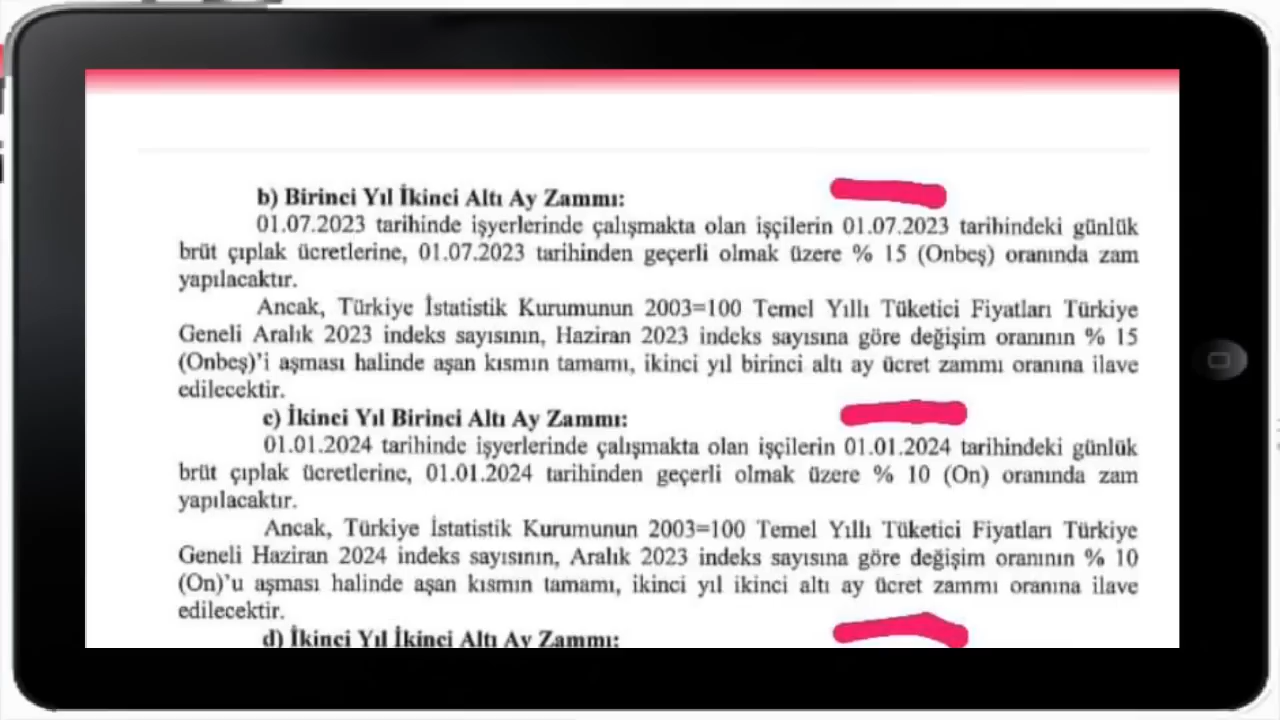 b) Birinci Yıl İkinci Altı Ay Zammı:
01.07.2023 tarihinde işyerlerinde çalışmakta olan işçilerin 01.07.2023 tarihindeki günlük
brüt çıplak ücretlerine, 01.07.2023 tarihinden geçerli olmak üzere % 15 (Onbeş) oranında zam
yapılacaktır.
Ancak, Türkiye İstatistik Kurumunun 2003=100 Temel Yıllı Tüketici Fiyatları Türkiye
Geneli Aralık 2023 indeks sayısının, Haziran 2023 indeks sayısına göre değişim oranının % 15
(Onbeş)'i aşması halinde aşan kısmın tamamı, ikinci yıl birinci altı ay ücret zammı oranına ilave
edilecektir.
c) İkinci Yıl Birinci Altı Ay Zammı:
01.01.2024 tarihinde işyerlerinde çalışmakta olan işçilerin 01.01.2024 tarihindeki günlük
brüt çıplak ücretlerine, 01.01.2024 tarihinden geçerli olmak üzere % 10 (On) oranında zam
yapılacaktır.
Ancak, Türkiye İstatistik Kurumunun 2003=100 Temel Yıllı Tüketici Fiyatları Türkiye
Geneli Haziran 2024 indeks sayısının, Aralık 2023 indeks sayısına göre değişim oranının % 10
(On)'u aşması halinde aşan kısmın tamamı, ikinci yıl ikinci altı ay ücret zammı oranına ilave
edilecektir.
d) İkinci Yıl İkinci Altı Ay Zammı: